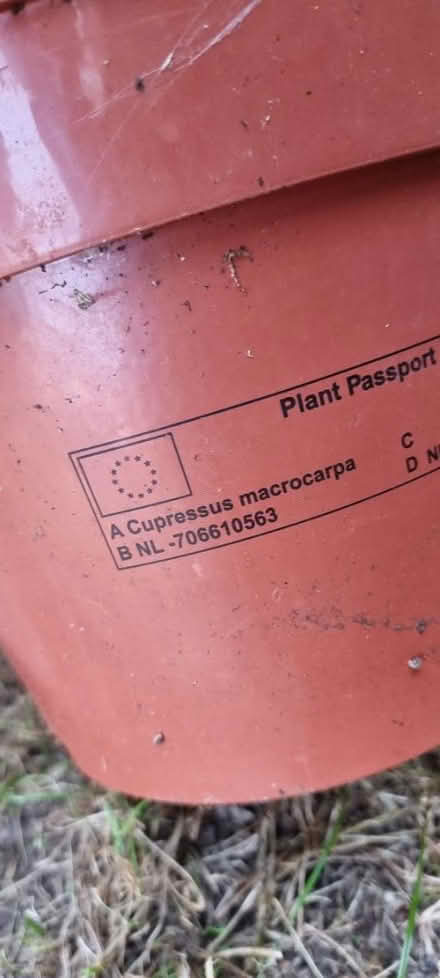 Plant Passport
A Cupressus macrocarpa
B NL -706610563
C
D